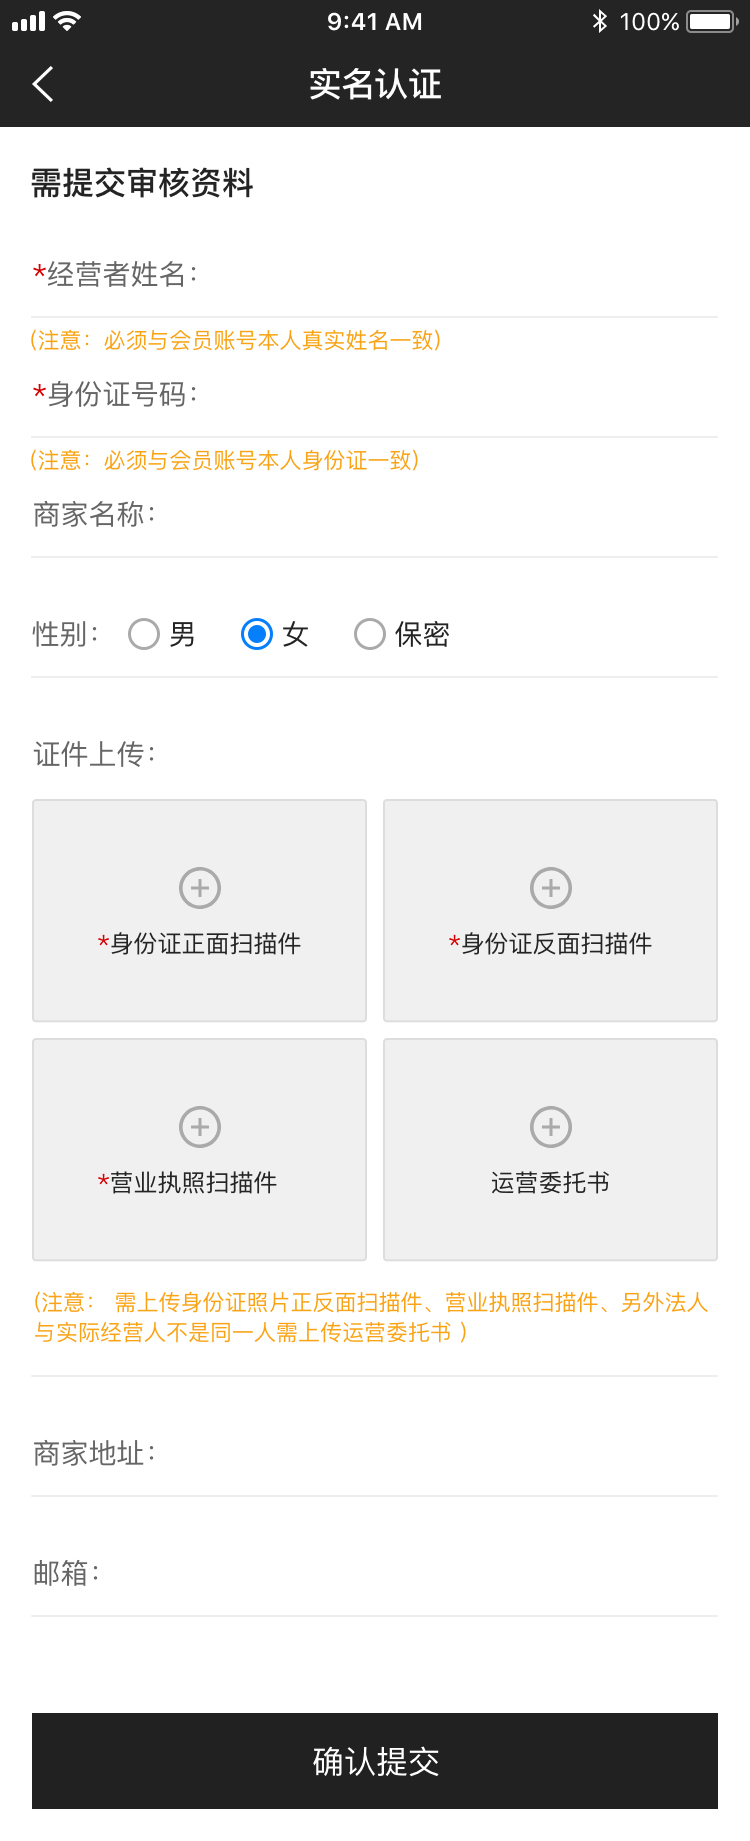 9:41 AM 100%
实名认证
需提交审核资料
*经营者姓名：
(注意：必须与会员账号本人真实姓名一致)
*身份证号码：
(注意：必须与会员账号本人身份证一致)
商家名称：
性别： 男 女 保密
证件上传：
*身份证正面扫描件 *身份证反面扫描件
*营业执照扫描件 运营委托书
(注意： 需上传身份证照片正反面扫描件、营业执照扫描件、另外法人
与实际经营人不是同一人需上传运营委托书 )
商家地址：
邮箱：
确认提交